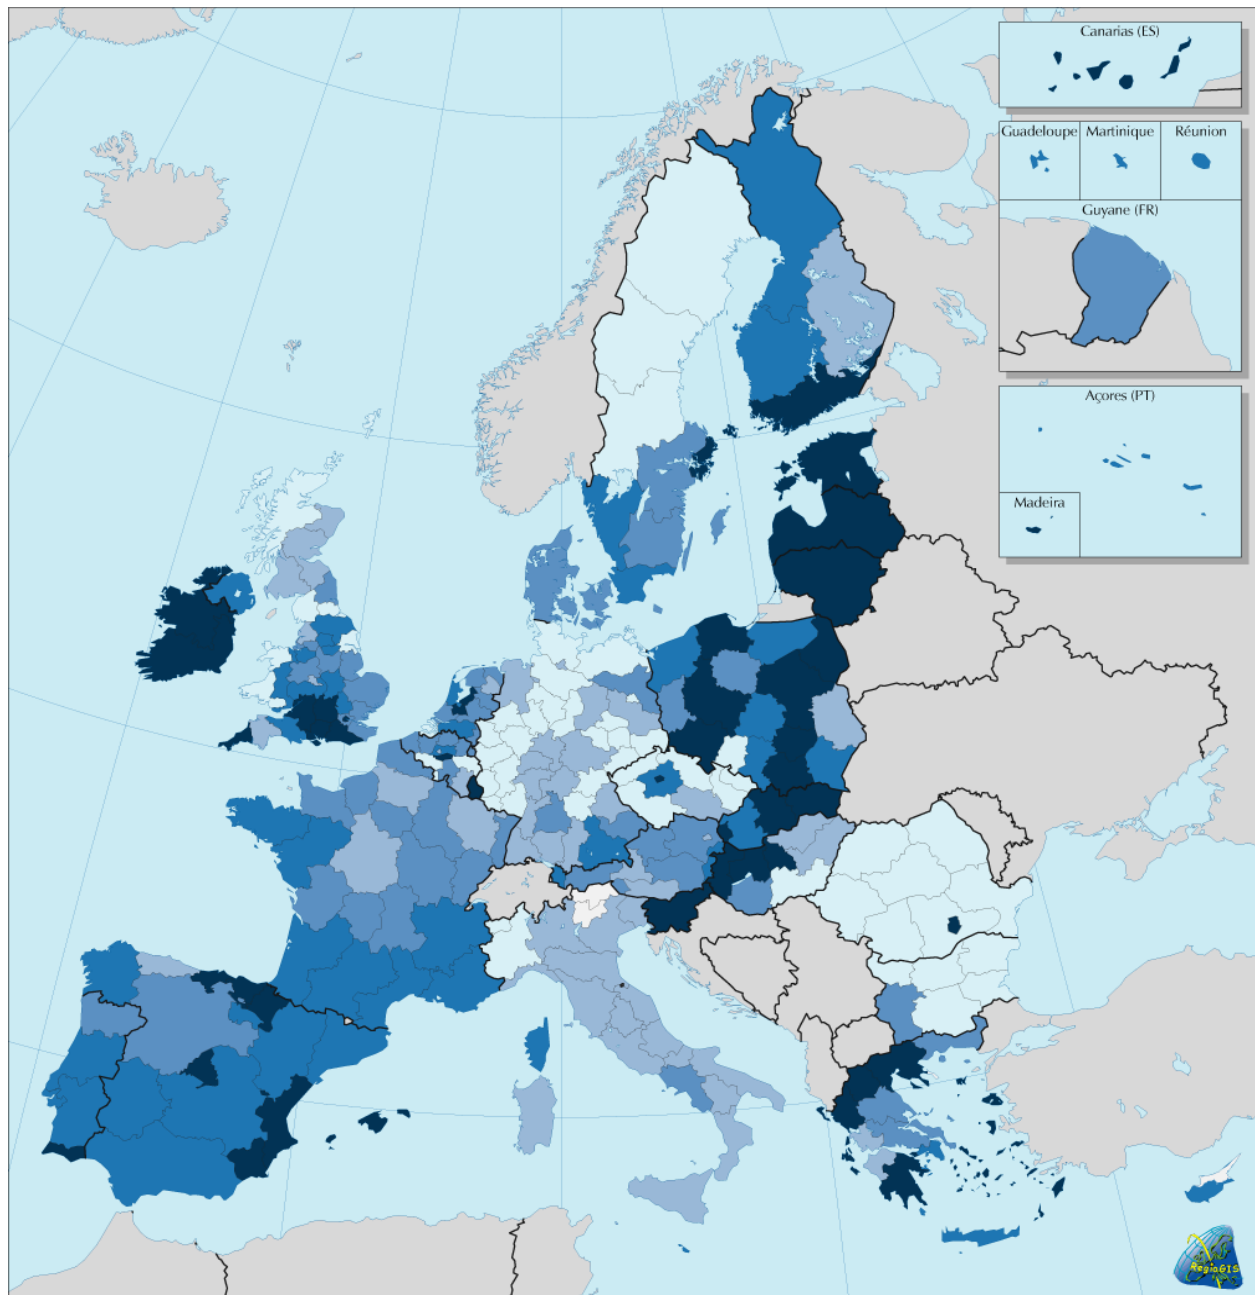 Canarias (ES)
Guadeloupe
Martinique
Réunion
Guyane (FR)
Açores (PT)
Madeira
RegioGIS